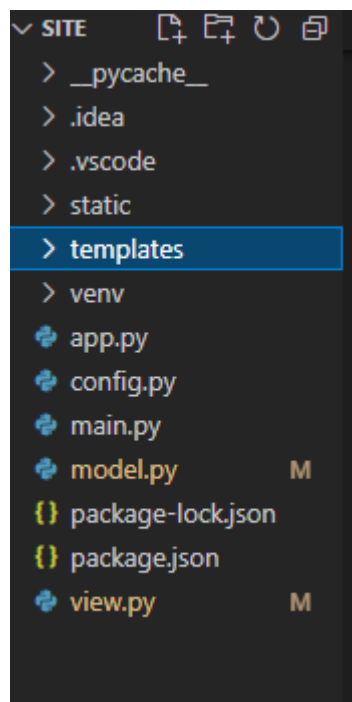 SITE
__pycache__
.idea
.vscode
static
templates
venv
app.py
config.py
main.py
model.py M
{} package-lock.json
{} package.json
view.py M